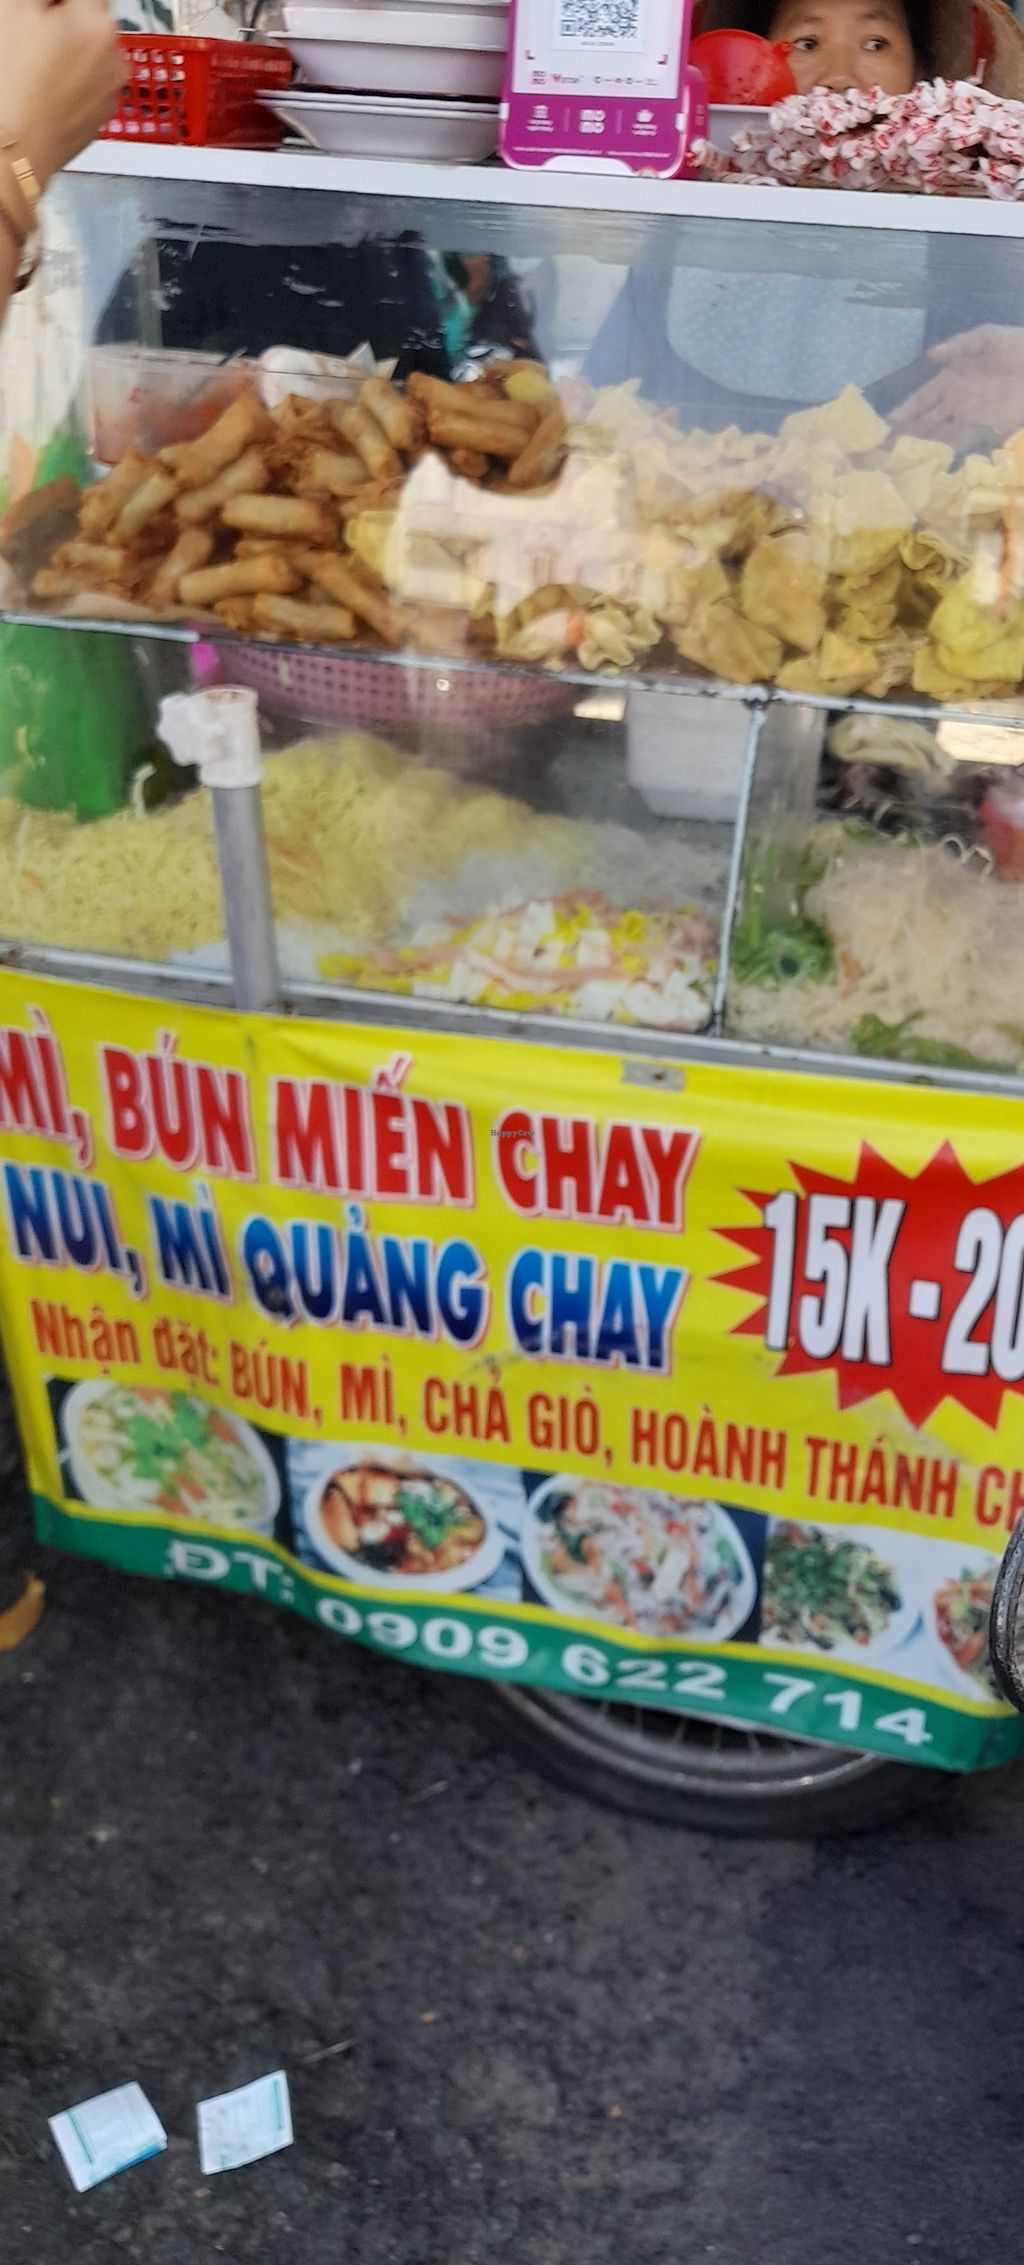 MÌ, BÚN MIẾN CHAY
NUI, MÌ QUẢNG CHAY
15K - 20
Nhận đặt: BÚN, MÌ, CHẢ GIÒ, HOÀNH THÁNH CH
ĐT: 0909 622 714
HappyCow